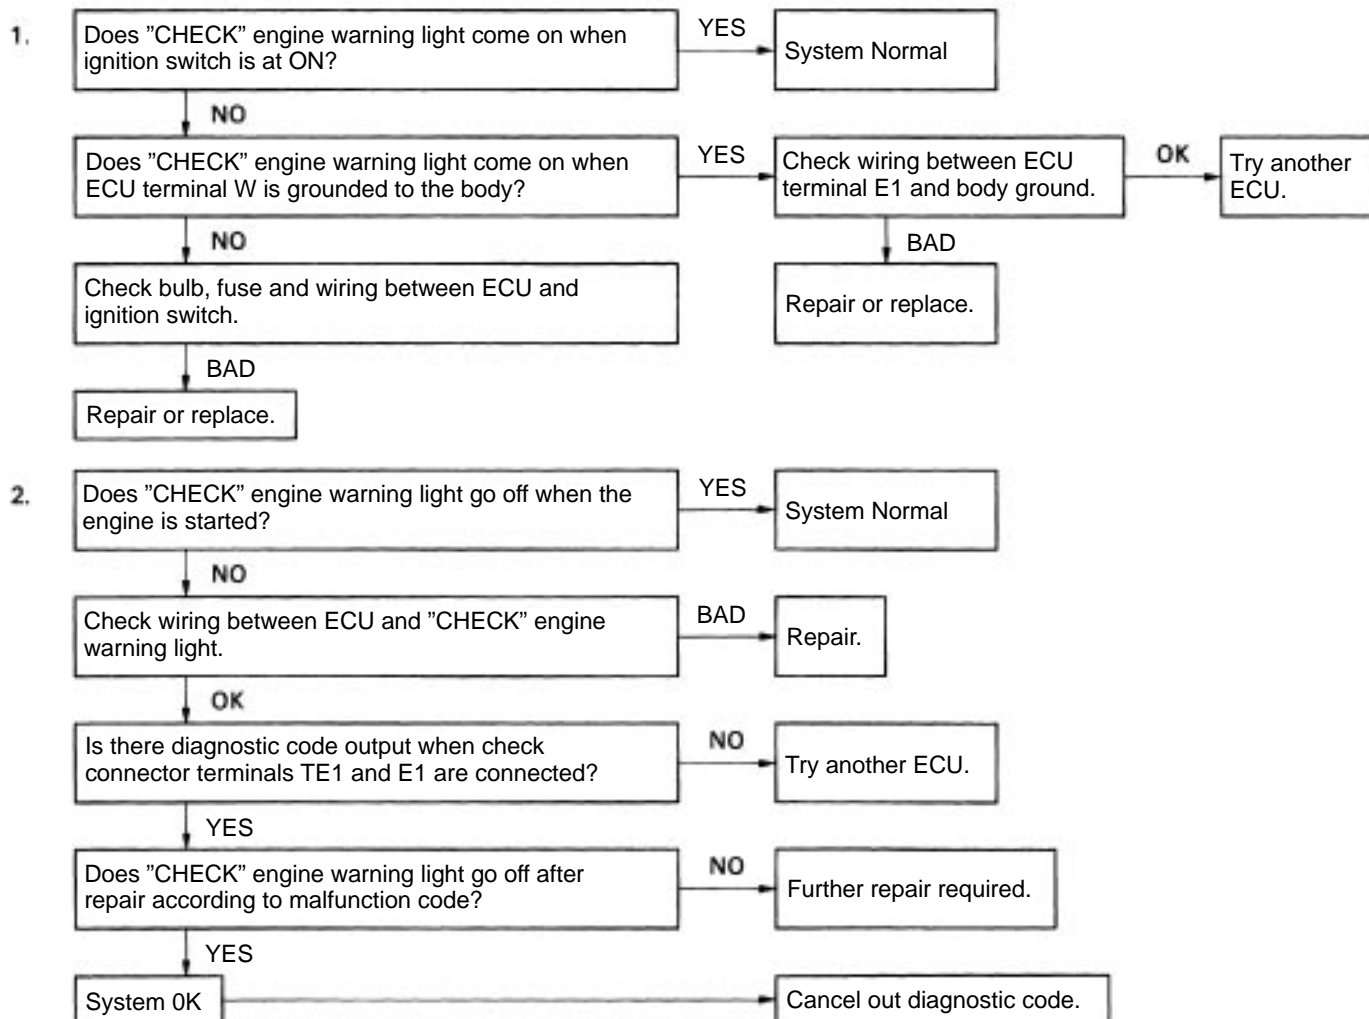 1.
Does ”CHECK” engine warning light come on when
ignition switch is at ON?
YES
System Normal
NO
Does ”CHECK” engine warning light come on when
ECU terminal W is grounded to the body?
YES
Check wiring between ECU
terminal E1 and body ground.
OK
Try another
ECU.
NO
BAD
Check bulb, fuse and wiring between ECU and
ignition switch.
Repair or replace.
BAD
Repair or replace.
2.
Does ”CHECK” engine warning light go off when the
engine is started?
YES
System Normal
NO
Check wiring between ECU and ”CHECK” engine
warning light.
BAD
Repair.
OK
Is there diagnostic code output when check
connector terminals TE1 and E1 are connected?
NO
Try another ECU.
YES
Does ”CHECK” engine warning light go off after
repair according to malfunction code?
NO
Further repair required.
YES
System 0K
Cancel out diagnostic code.